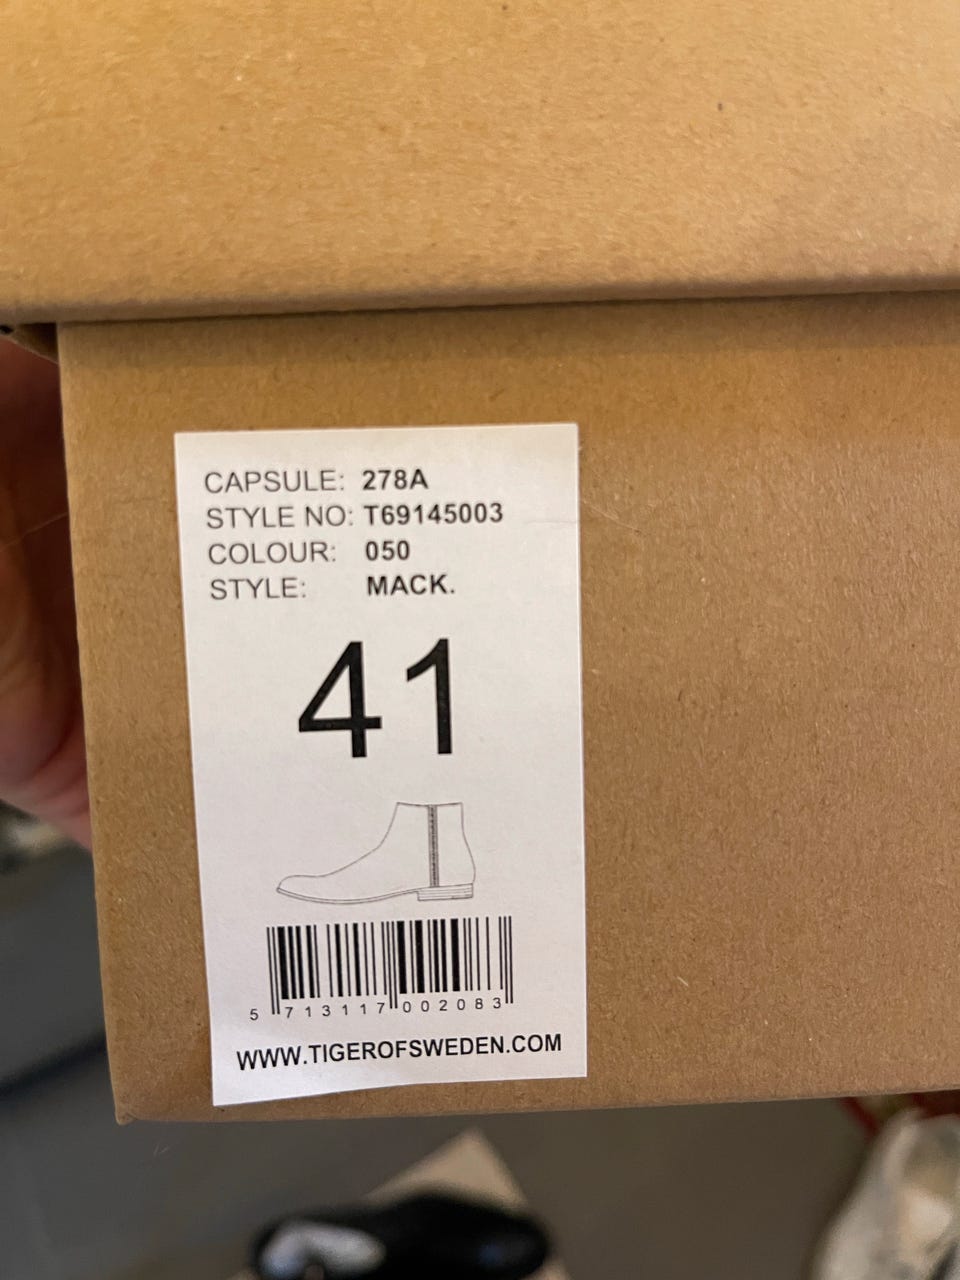 CAPSULE: 278A
STYLE NO: T69145003
COLOUR: 050
STYLE: MACK.
41
5 713117 002083
WWW.TIGEROFSWEDEN.COM